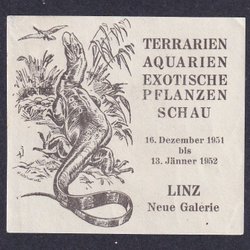 TERRARIEN
AQUARIEN
EXOTISCHE
PFLANZEN
SCHAU
16. Dezember 1951
bis
13. Jänner 1952
LINZ
Neue Galerie